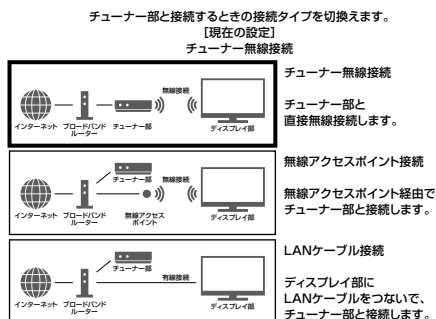 チューナー部と接続するときの接続タイプを切換えます。
[現在の設定]
チューナー無線接続
チューナー無線接続
チューナー部と
直接無線接続します。
無線接続
インターネット
ブロードバンド
ルーター
チューナー部
ディスプレイ部
無線アクセスポイント接続
無線アクセスポイント経由で
チューナー部と接続します。
チューナー部
無線接続
インターネット
ブロードバンド
ルーター
無線アクセス
ポイント
ディスプレイ部
LANケーブル接続
ディスプレイ部に
LANケーブルをつないで、
チューナー部と接続します。
チューナー部
有線接続
インターネット
ブロードバンド
ルーター
ディスプレイ部